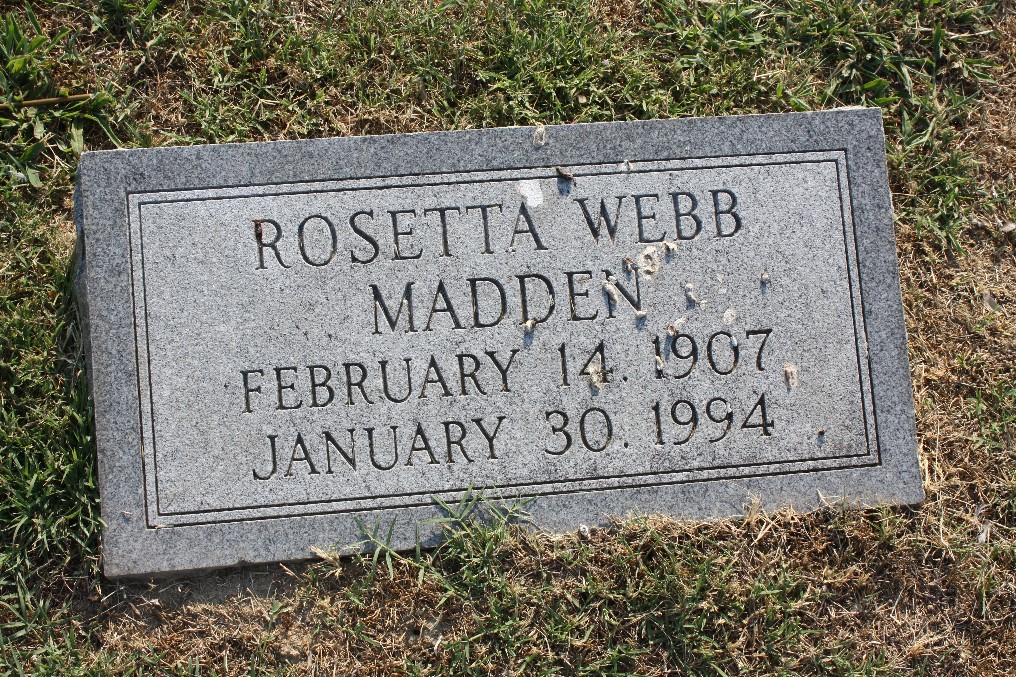 ROSETTA WEBB
MADDEN
FEBRUARY 14. 1907
JANUARY 30. 1994